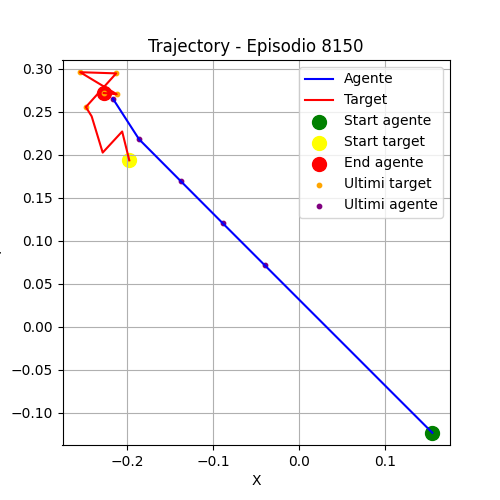 Trajectory - Episodio 8150
0.30
0.25
0.20
0.15
0.10
0.05
0.00
−0.05
−0.10
Agente
Target
Start agente
Start target
End agente
Ultimi target
Ultimi agente
−0.2
−0.1
0.0
0.1
X